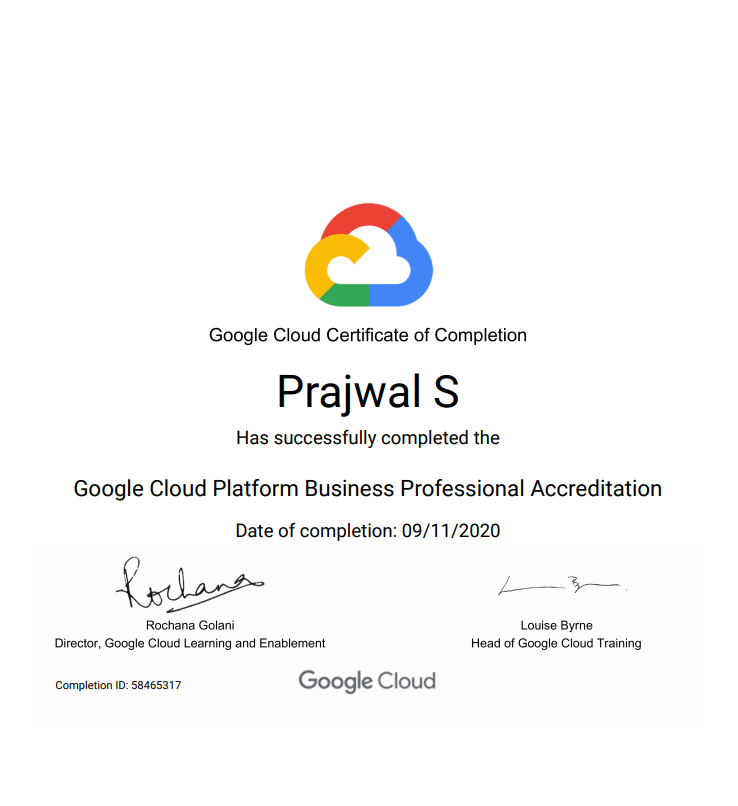 Google Cloud Certificate of Completion
Prajwal S
Has successfully completed the
Google Cloud Platform Business Professional Accreditation
Date of completion: 09/11/2020
Rochana
Rochana Golani
Director, Google Cloud Learning and Enablement
Louise Byrne
Head of Google Cloud Training
Completion ID: 58465317
Google Cloud